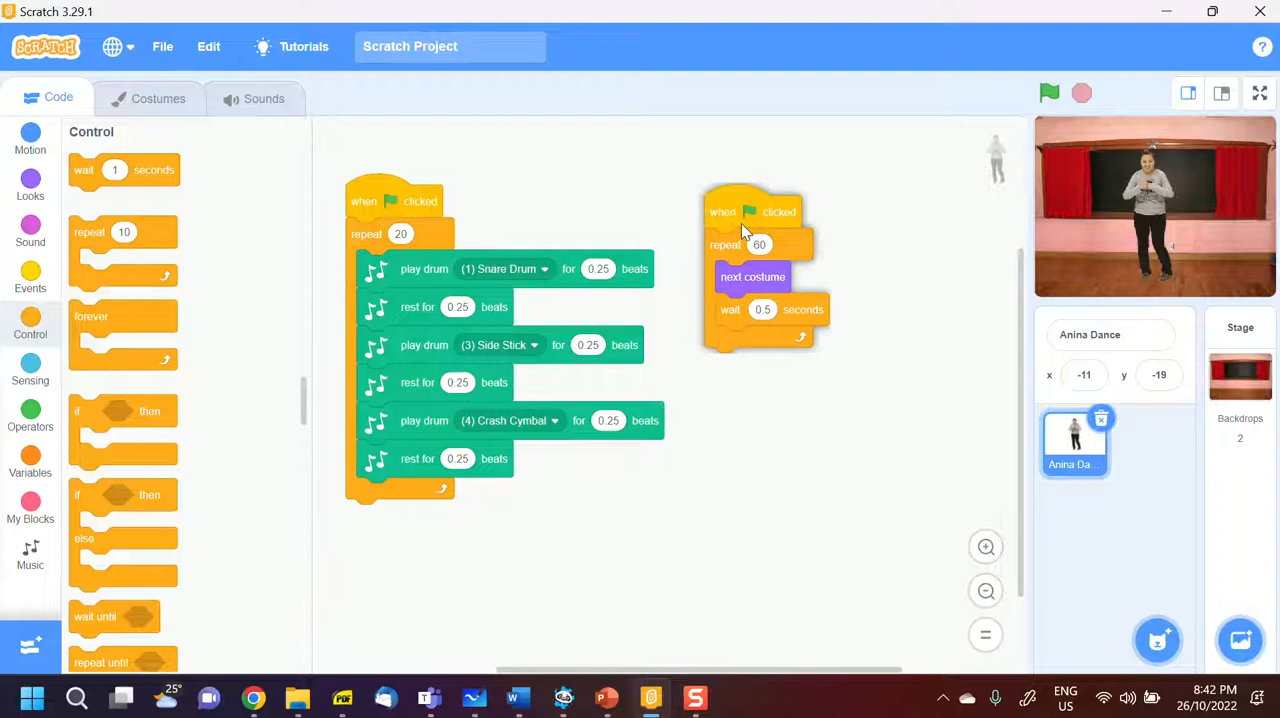 Scratch 3.29.1
SCRATCH
File
Edit
Tutorials
Scratch Project
?
Code
Costumes
Sounds
Motion
Looks
Sound
Events
Control
Sensing
Operators
Variables
My Blocks
Music
Control
wait 1 seconds
repeat 10
forever
if then
if then
else
wait until
repeat until
when clicked
repeat 20
play drum (1) Snare Drum for 0.25 beats
rest for 0.25 beats
play drum (3) Side Stick for 0.25 beats
rest for 0.25 beats
play drum (4) Crash Cymbal for 0.25 beats
rest for 0.25 beats
when clicked
repeat 60
next costume
wait 0.5 seconds
Anina Dance
x -11 y -19
Anina Da...
Stage
Backdrops
2
25°
PDF
W
P
S
ENG
US
8:42 PM
26/10/2022